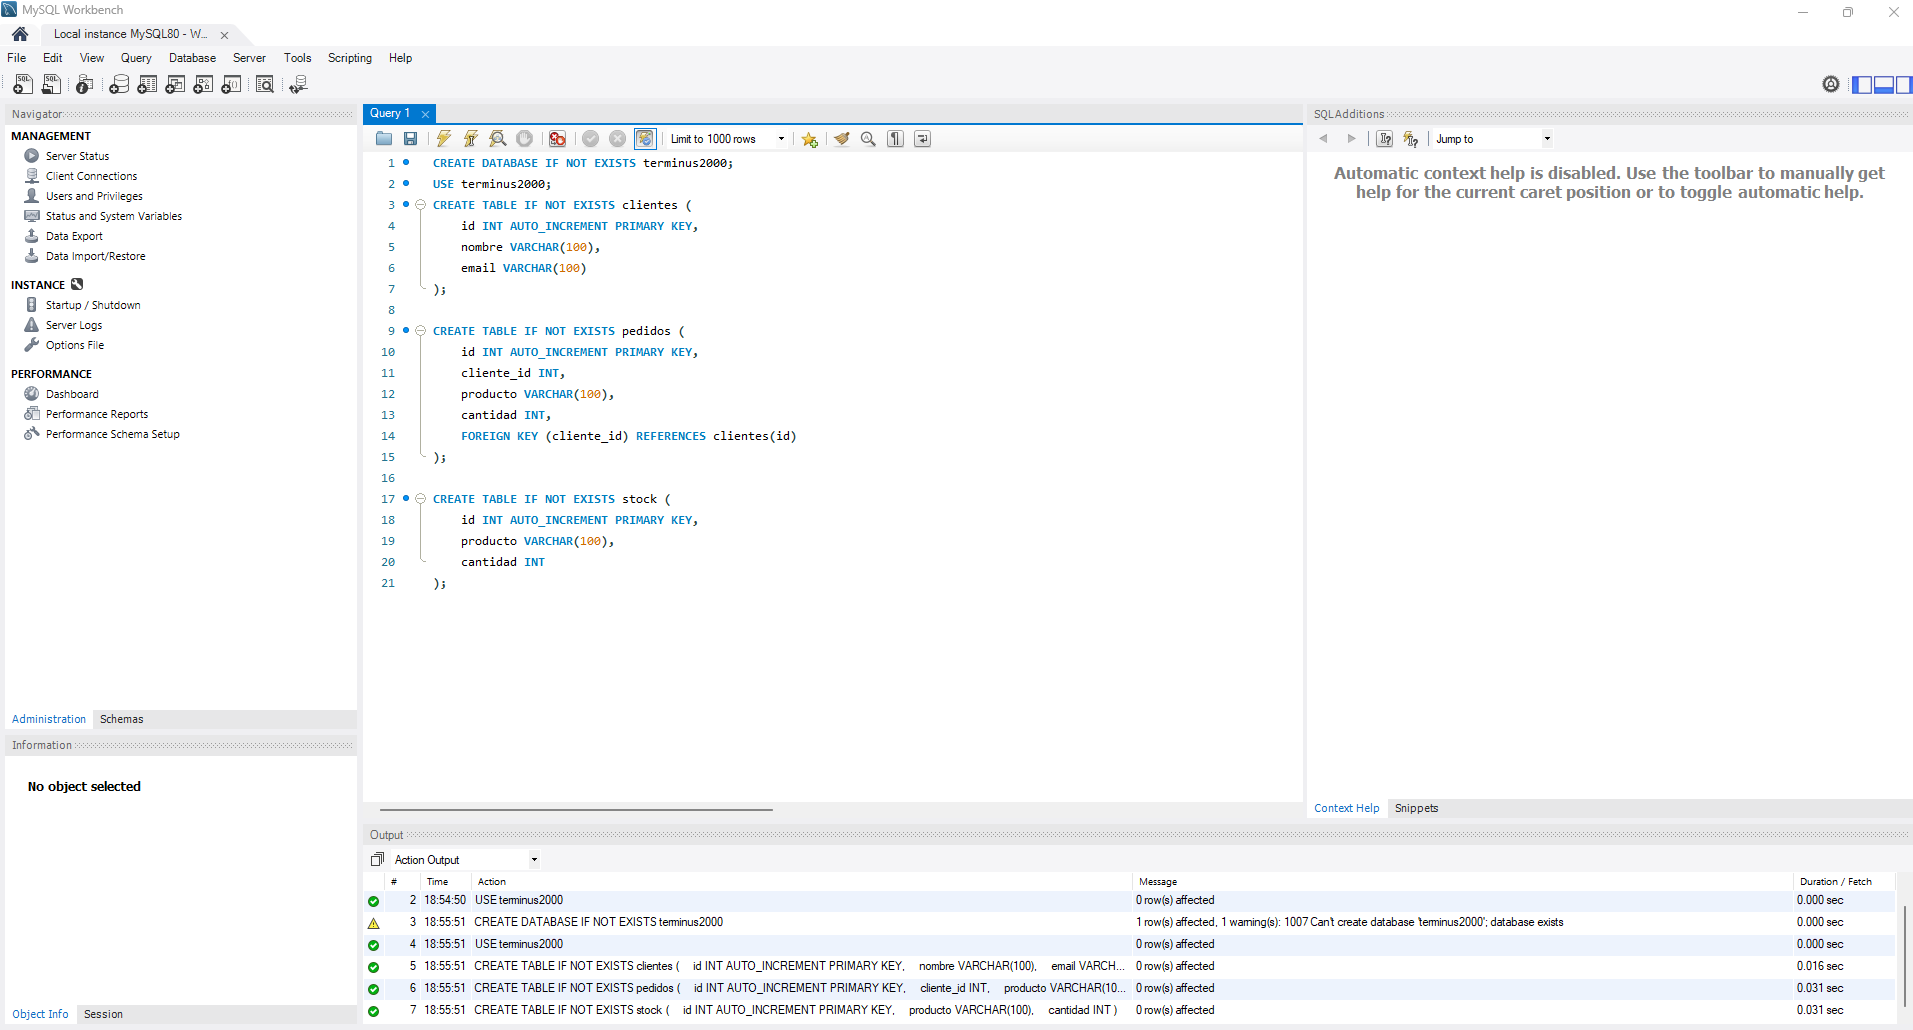 MySQL Workbench
Local instance MySQL80 - W...
File Edit View Query Database Server Tools Scripting Help
Navigator
MANAGEMENT
Server Status
Client Connections
Users and Privileges
Status and System Variables
Data Export
Data Import/Restore
INSTANCE
Startup / Shutdown
Server Logs
Options File
PERFORMANCE
Dashboard
Performance Reports
Performance Schema Setup
Administration Schemas
Information
No object selected
Object Info Session
Query 1
Limit to 1000 rows
1 CREATE DATABASE IF NOT EXISTS terminus2000;
2 USE terminus2000;
3 CREATE TABLE IF NOT EXISTS clientes (
4 id INT AUTO_INCREMENT PRIMARY KEY,
5 nombre VARCHAR(100),
6 email VARCHAR(100)
7 );
8
9 CREATE TABLE IF NOT EXISTS pedidos (
10 id INT AUTO_INCREMENT PRIMARY KEY,
11 cliente_id INT,
12 producto VARCHAR(100),
13 cantidad INT,
14 FOREIGN KEY (cliente_id) REFERENCES clientes(id)
15 );
16
17 CREATE TABLE IF NOT EXISTS stock (
18 id INT AUTO_INCREMENT PRIMARY KEY,
19 producto VARCHAR(100),
20 cantidad INT
21 );
SQLAdditions
Jump to
Automatic context help is disabled. Use the toolbar to manually get
help for the current caret position or to toggle automatic help.
Context Help Snippets
Output
Action Output
# Time Action Message Duration / Fetch
2 18:54:50 USE terminus2000 0 row(s) affected 0.000 sec
3 18:55:51 CREATE DATABASE IF NOT EXISTS terminus2000 1 row(s) affected, 1 warning(s): 1007 Can't create database 'terminus2000'; database exists 0.000 sec
4 18:55:51 USE terminus2000 0 row(s) affected 0.000 sec
5 18:55:51 CREATE TABLE IF NOT EXISTS clientes ( id INT AUTO_INCREMENT PRIMARY KEY, nombre VARCHAR(100), email VARCH... 0 row(s) affected 0.016 sec
6 18:55:51 CREATE TABLE IF NOT EXISTS pedidos ( id INT AUTO_INCREMENT PRIMARY KEY, cliente_id INT, producto VARCHAR(10... 0 row(s) affected 0.031 sec
7 18:55:51 CREATE TABLE IF NOT EXISTS stock ( id INT AUTO_INCREMENT PRIMARY KEY, producto VARCHAR(100), cantidad INT ) 0 row(s) affected 0.031 sec